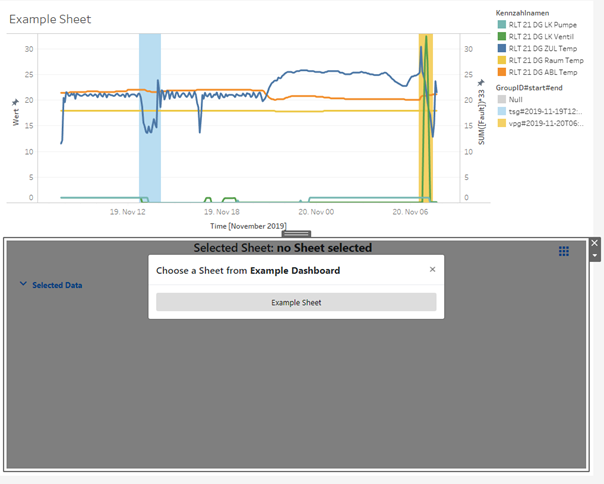 Example Sheet
Kennzahlnamen
RLT 21 DG LK Pumpe
RLT 21 DG LK Ventil
RLT 21 DG ZUL Temp
RLT 21 DG Raum Temp
RLT 21 DG ABL Temp
GroupID#start#end
Null
tsg#2019-11-19T12:..
vpg#2019-11-20T06:..
Wert
30
25
20
15
10
5
0
30
25
20
15
10
5
0
SUM([Fault])*33
19. Nov 12
19. Nov 18
20. Nov 00
20. Nov 06
Time [November 2019]
Selected Sheet: no Sheet selected
Selected Data
Choose a Sheet from Example Dashboard
Example Sheet